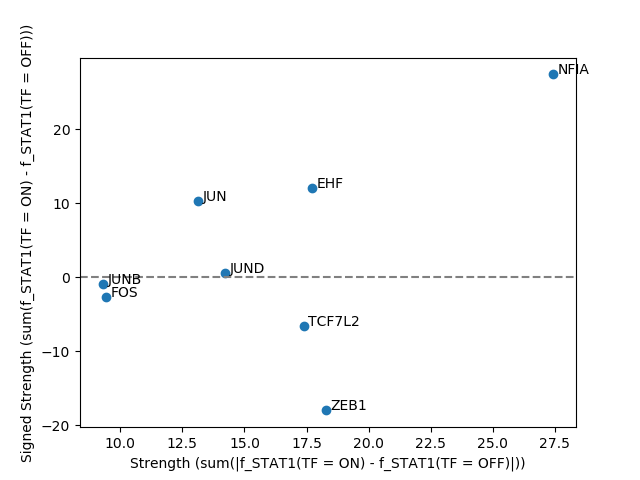 Signed Strength (sum(f_STAT1(TF = ON) - f_STAT1(TF = OFF)))
20
10
0
−10
−20
NFIA
EHF
JUN
JUND
JUNB
FOS
TCF7L2
ZEB1
10.0 12.5 15.0 17.5 20.0 22.5 25.0 27.5
Strength (sum(|f_STAT1(TF = ON) - f_STAT1(TF = OFF)|))